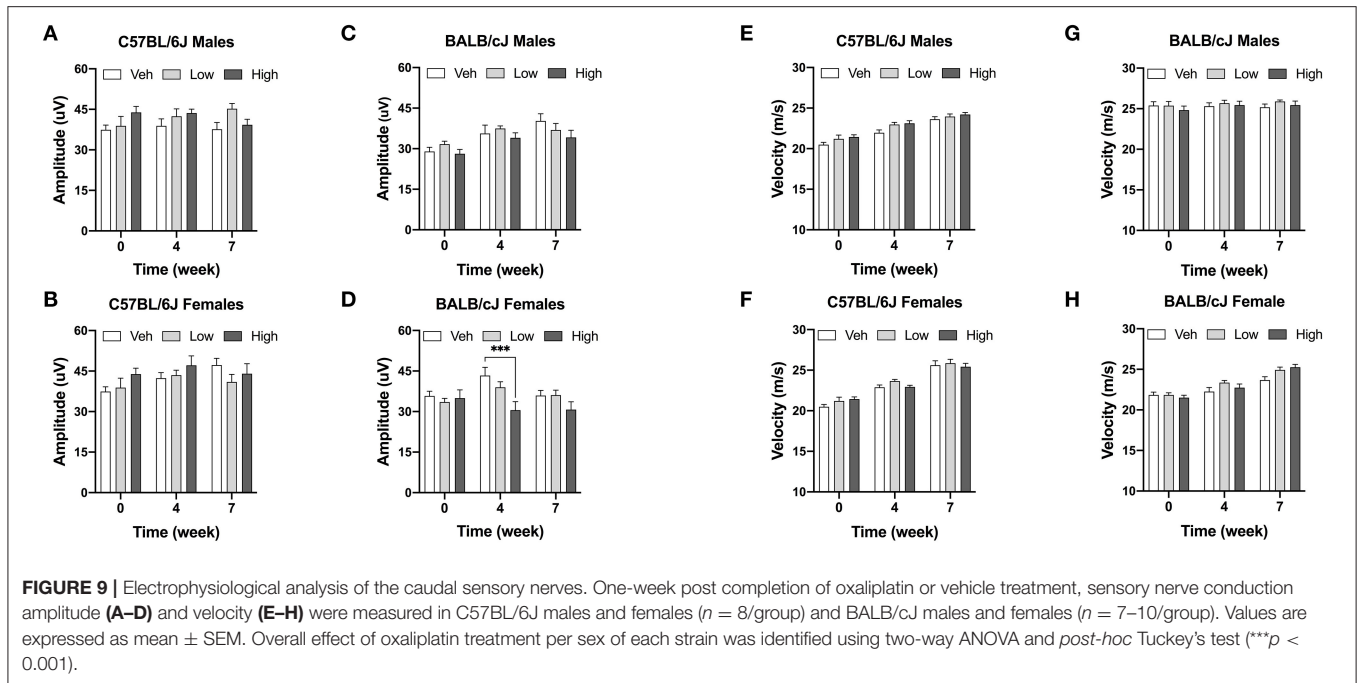 A
C57BL/6J Males
Veh Low High
Amplitude (uV)
60
45
30
15
0
0 4 7
Time (week)
C
BALB/cJ Males
Veh Low High
Amplitude (uV)
60
45
30
15
0
0 4 7
Time (week)
E
C57BL/6J Males
Veh Low High
Velocity (m/s)
30
25
20
15
10
0 4 7
Time (week)
G
BALB/cJ Males
Veh Low High
Velocity (m/s)
30
25
20
15
10
0 4 7
Time (week)
B
C57BL/6J Females
Veh Low High
Amplitude (uV)
60
45
30
15
0
0 4 7
Time (week)
D
BALB/cJ Females
Veh Low High
***
Amplitude (uV)
60
45
30
15
0
0 4 7
Time (week)
F
C57BL/6J Females
Veh Low High
Velocity (m/s)
30
25
20
15
10
0 4 7
Time (week)
H
BALB/cJ Female
Veh Low High
Velocity (m/s)
30
25
20
15
10
0 4 7
Time (week)
FIGURE 9 | Electrophysiological analysis of the caudal sensory nerves. One-week post completion of oxaliplatin or vehicle treatment, sensory nerve conduction
amplitude (A–D) and velocity (E–H) were measured in C57BL/6J males and females (n = 8/group) and BALB/cJ males and females (n = 7–10/group). Values are
expressed as mean ± SEM. Overall effect of oxaliplatin treatment per sex of each strain was identified using two-way ANOVA and post-hoc Tuckey's test (***p <
0.001).